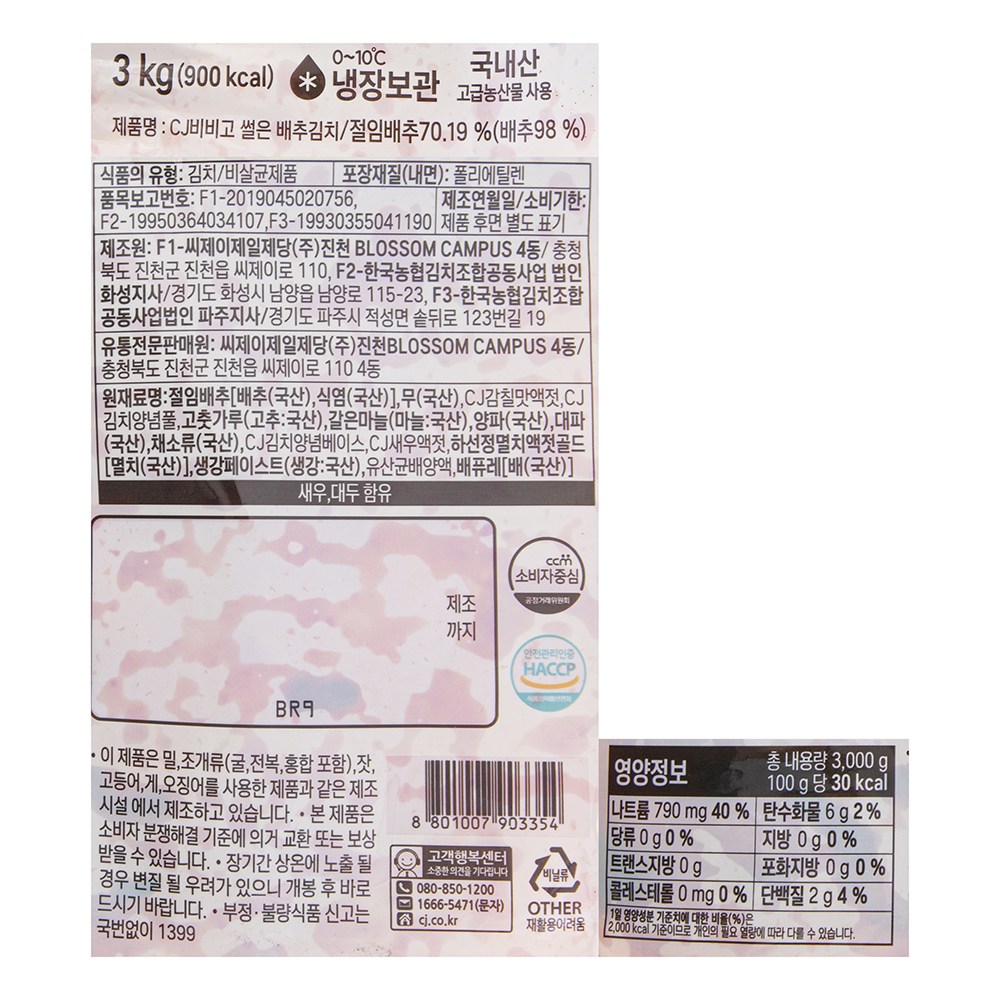 3 kg(900 kcal)
0~10℃
냉장보관
국내산
고급농산물 사용
제품명 : CJ비비고 썰은 배추김치/절임배추70.19 %(배추98 %)
식품의 유형: 김치/비살균제품
포장재질(내면): 폴리에틸렌
품목보고번호: F1-2019045020756,
F2-19950364034107,F3-19930355041190
제조연월일/소비기한:
제품 후면 별도 표기
제조원: F1-씨제이제일제당(주)진천 BLOSSOM CAMPUS 4동/ 충청
북도 진천군 진천읍 씨제이로 110, F2-한국농협김치조합공동사업 법인
화성지사/경기도 화성시 남양읍 남양로 115-23, F3-한국농협김치조합
공동사업법인 파주지사/경기도 파주시 적성면 솥뒤로 123번길 19
유통전문판매원: 씨제이제일제당(주)진천BLOSSOM CAMPUS 4동/
충청북도 진천군 진천읍 씨제이로 110 4동
원재료명:절임배추[배추(국산),식염(국산)],무(국산),CJ감칠맛액젓,CJ
김치양념풀,고춧가루(고추:국산),갈은마늘(마늘:국산),양파(국산),대파
(국산),채소류(국산),CJ김치양념베이스,CJ새우액젓,하선정멸치액젓골드
[멸치(국산)],생강페이스트(생강:국산),유산균배양액,배퓨레[배(국산)]
새우,대두 함유
제조
까지
BR9
ccm
소비자중심
공정거래위원회
안전관리인증
HACCP
식품의약품안전처
• 이 제품은 밀,조개류(굴,전복,홍합 포함),잣,
고등어,게,오징어를 사용한 제품과 같은 제조
시설 에서 제조하고 있습니다. • 본 제품은
소비자 분쟁해결 기준에 의거 교환 또는 보상
받을 수 있습니다. • 장기간 상온에 노출 될
경우 변질 될 우려가 있으니 개봉 후 바로
드시기 바랍니다. • 부정·불량식품 신고는
국번없이 1399
8 801007 903354
고객행복센터
소중한 의견을 기다립니다
080-850-1200
1666-5471(문자)
cj.co.kr
비닐류
OTHER
재활용어려움
영양정보
총 내용량 3,000 g
100 g 당 30 kcal
나트륨 790 mg 40 %
탄수화물 6 g 2 %
당류 0 g 0 %
지방 0 g 0 %
트랜스지방 0 g
포화지방 0 g 0 %
콜레스테롤 0 mg 0 %
단백질 2 g 4 %
1일 영양성분 기준치에 대한 비율(%)은
2,000 kcal 기준이므로 개인의 필요 열량에 따라 다를 수 있습니다.